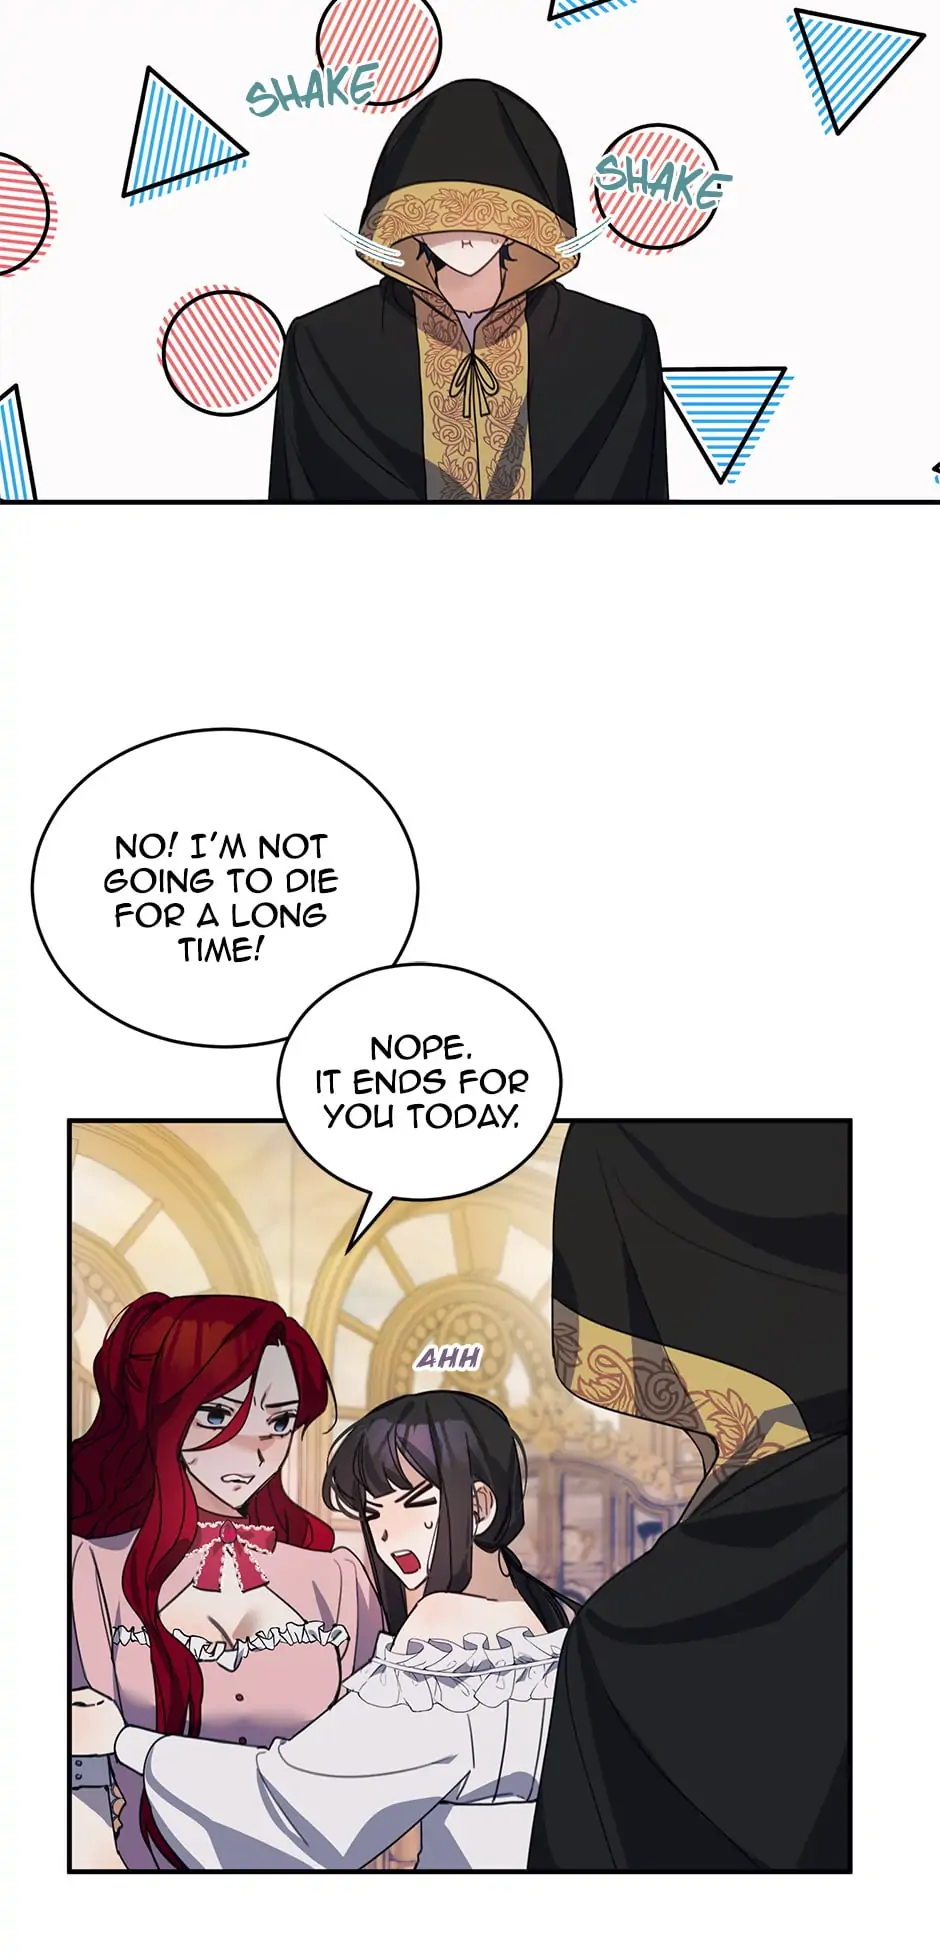 SHAKE
SHAKE
NO! I'M NOT
GOING TO DIE
FOR A LONG
TIME!
NOPE.
IT ENDS FOR
YOU TODAY.
AHH